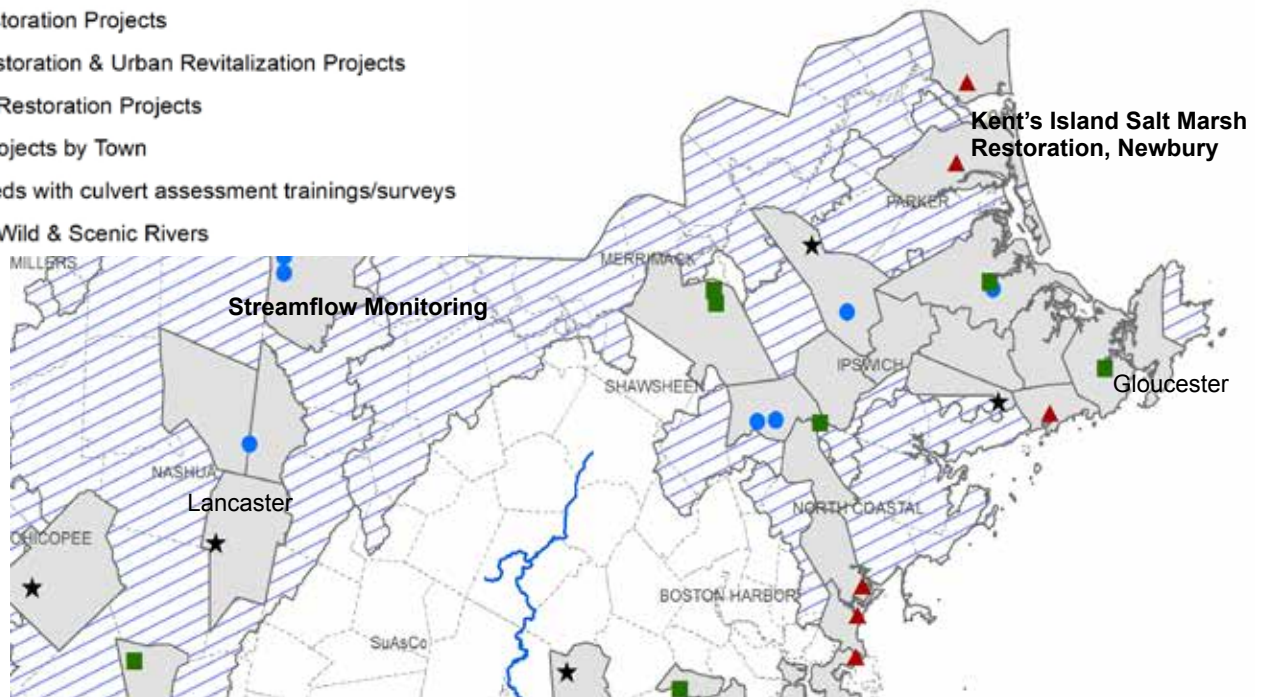 toration Projects
storation & Urban Revitalization Projects
Restoration Projects
ojects by Town
eds with culvert assessment trainings/surveys
Wild & Scenic Rivers
Kent's Island Salt Marsh
Restoration, Newbury
PARKER
MILLERS
MERRIMACK
Streamflow Monitoring
IPSWICH
SHAWSHEEN
Gloucester
NASHUA
Lancaster
NORTH COASTAL
CHICOPEE
BOSTON HARBOR
SuAsCo